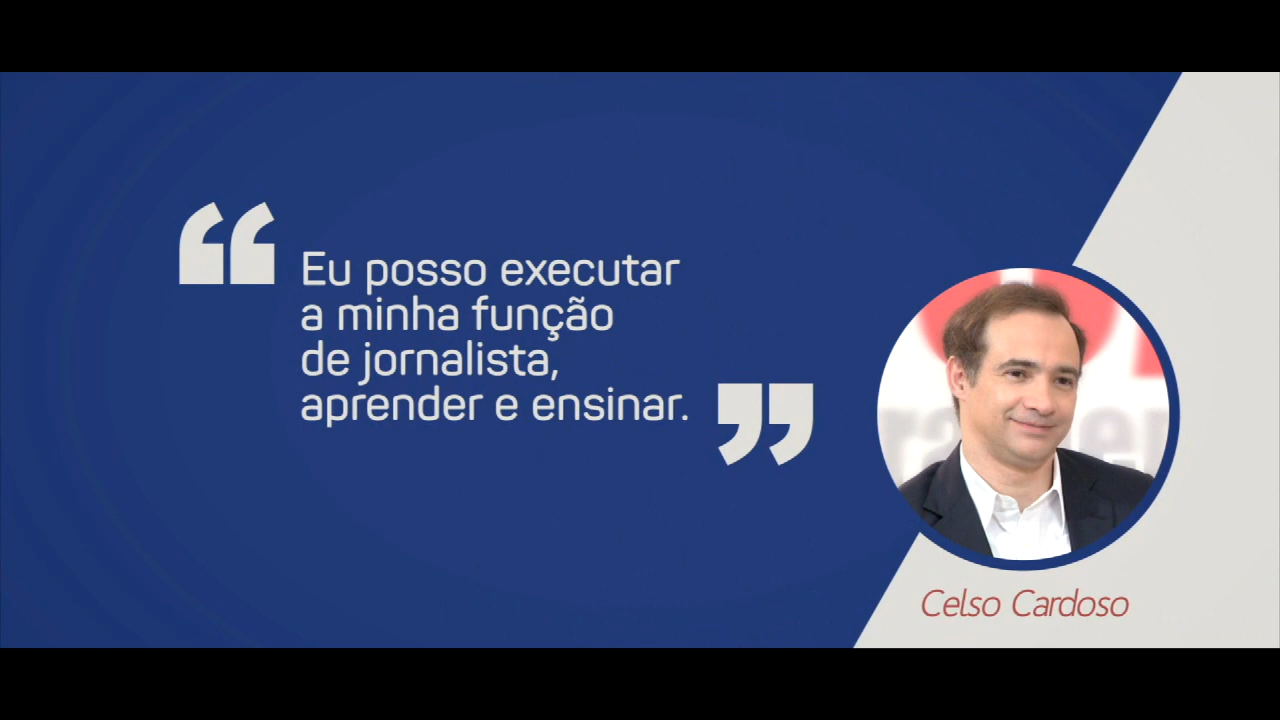 “Eu posso executar
a minha função
de jornalista,
aprender e ensinar.”
Celso Cardoso